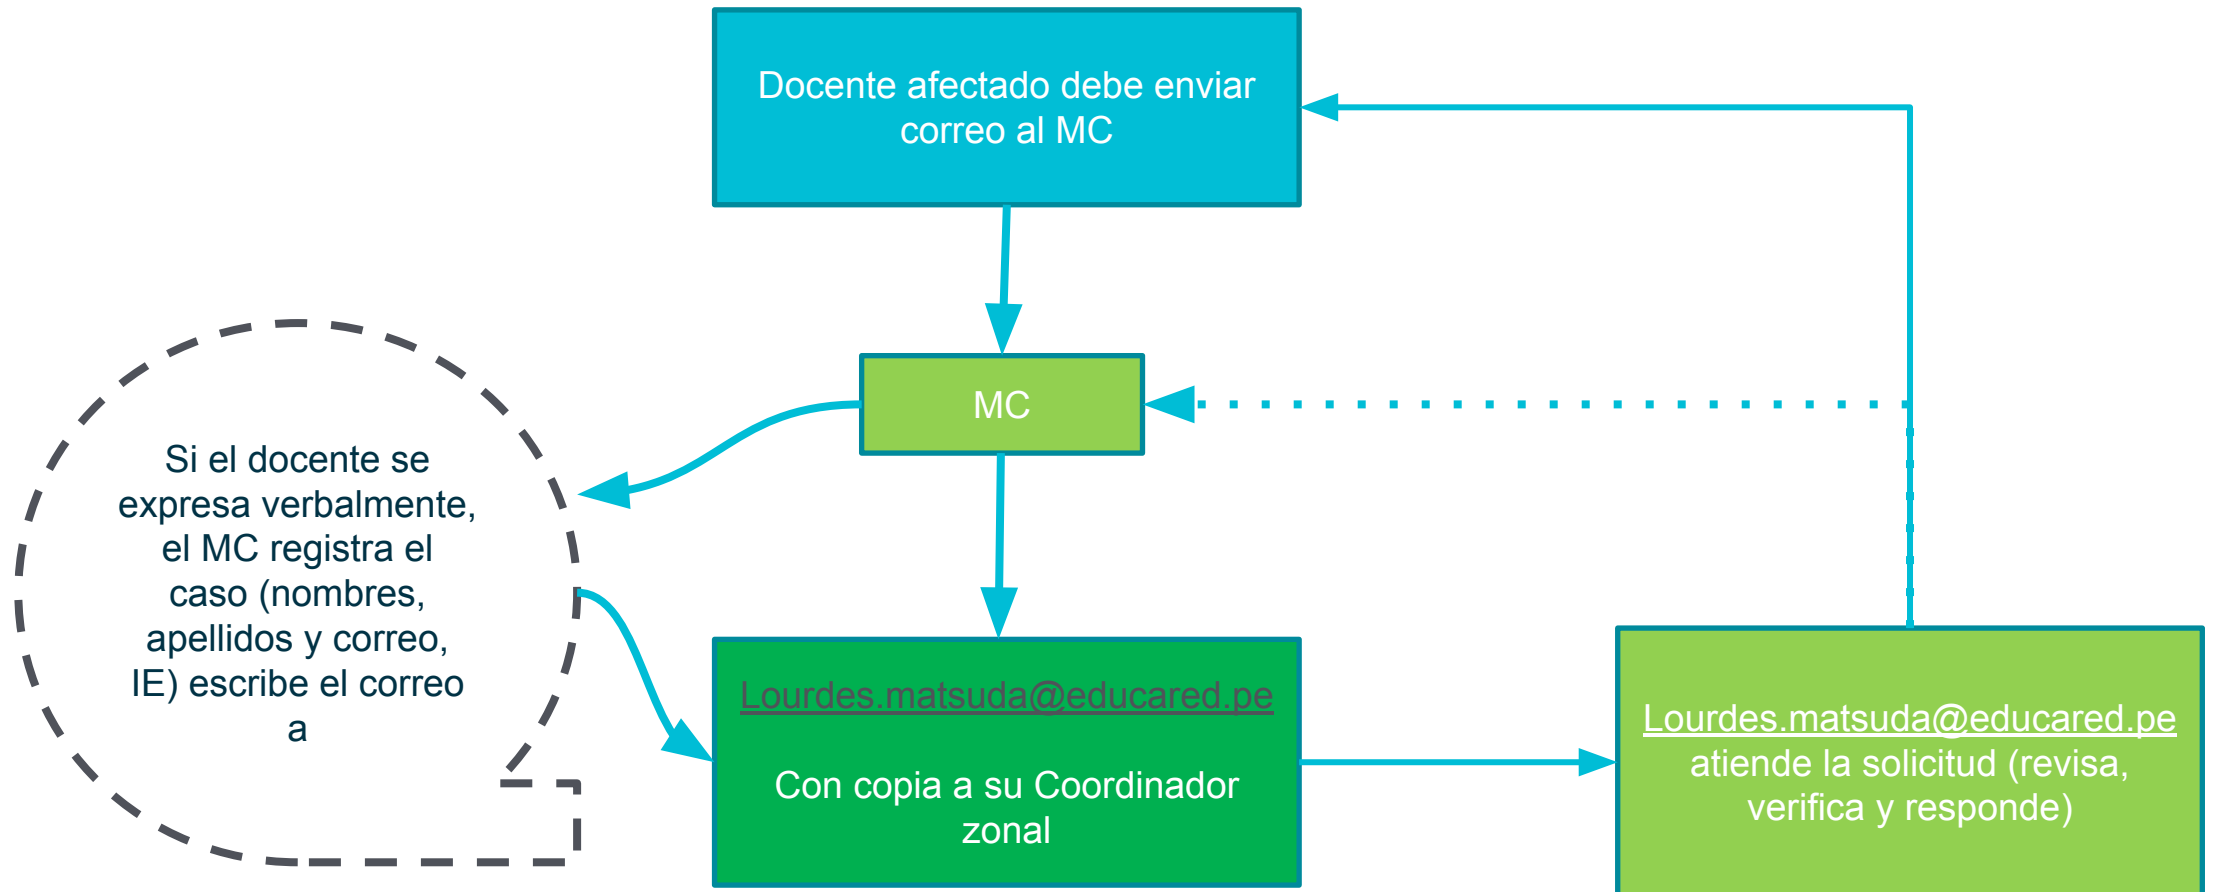 Docente afectado debe enviar
correo al MC
MC
Si el docente se
expresa verbalmente,
el MC registra el
caso (nombres,
apellidos y correo,
IE) escribe el correo
a
Lourdes.matsuda@educared.pe
Con copia a su Coordinador
zonal
Lourdes.matsuda@educared.pe
atiende la solicitud (revisa,
verifica y responde)